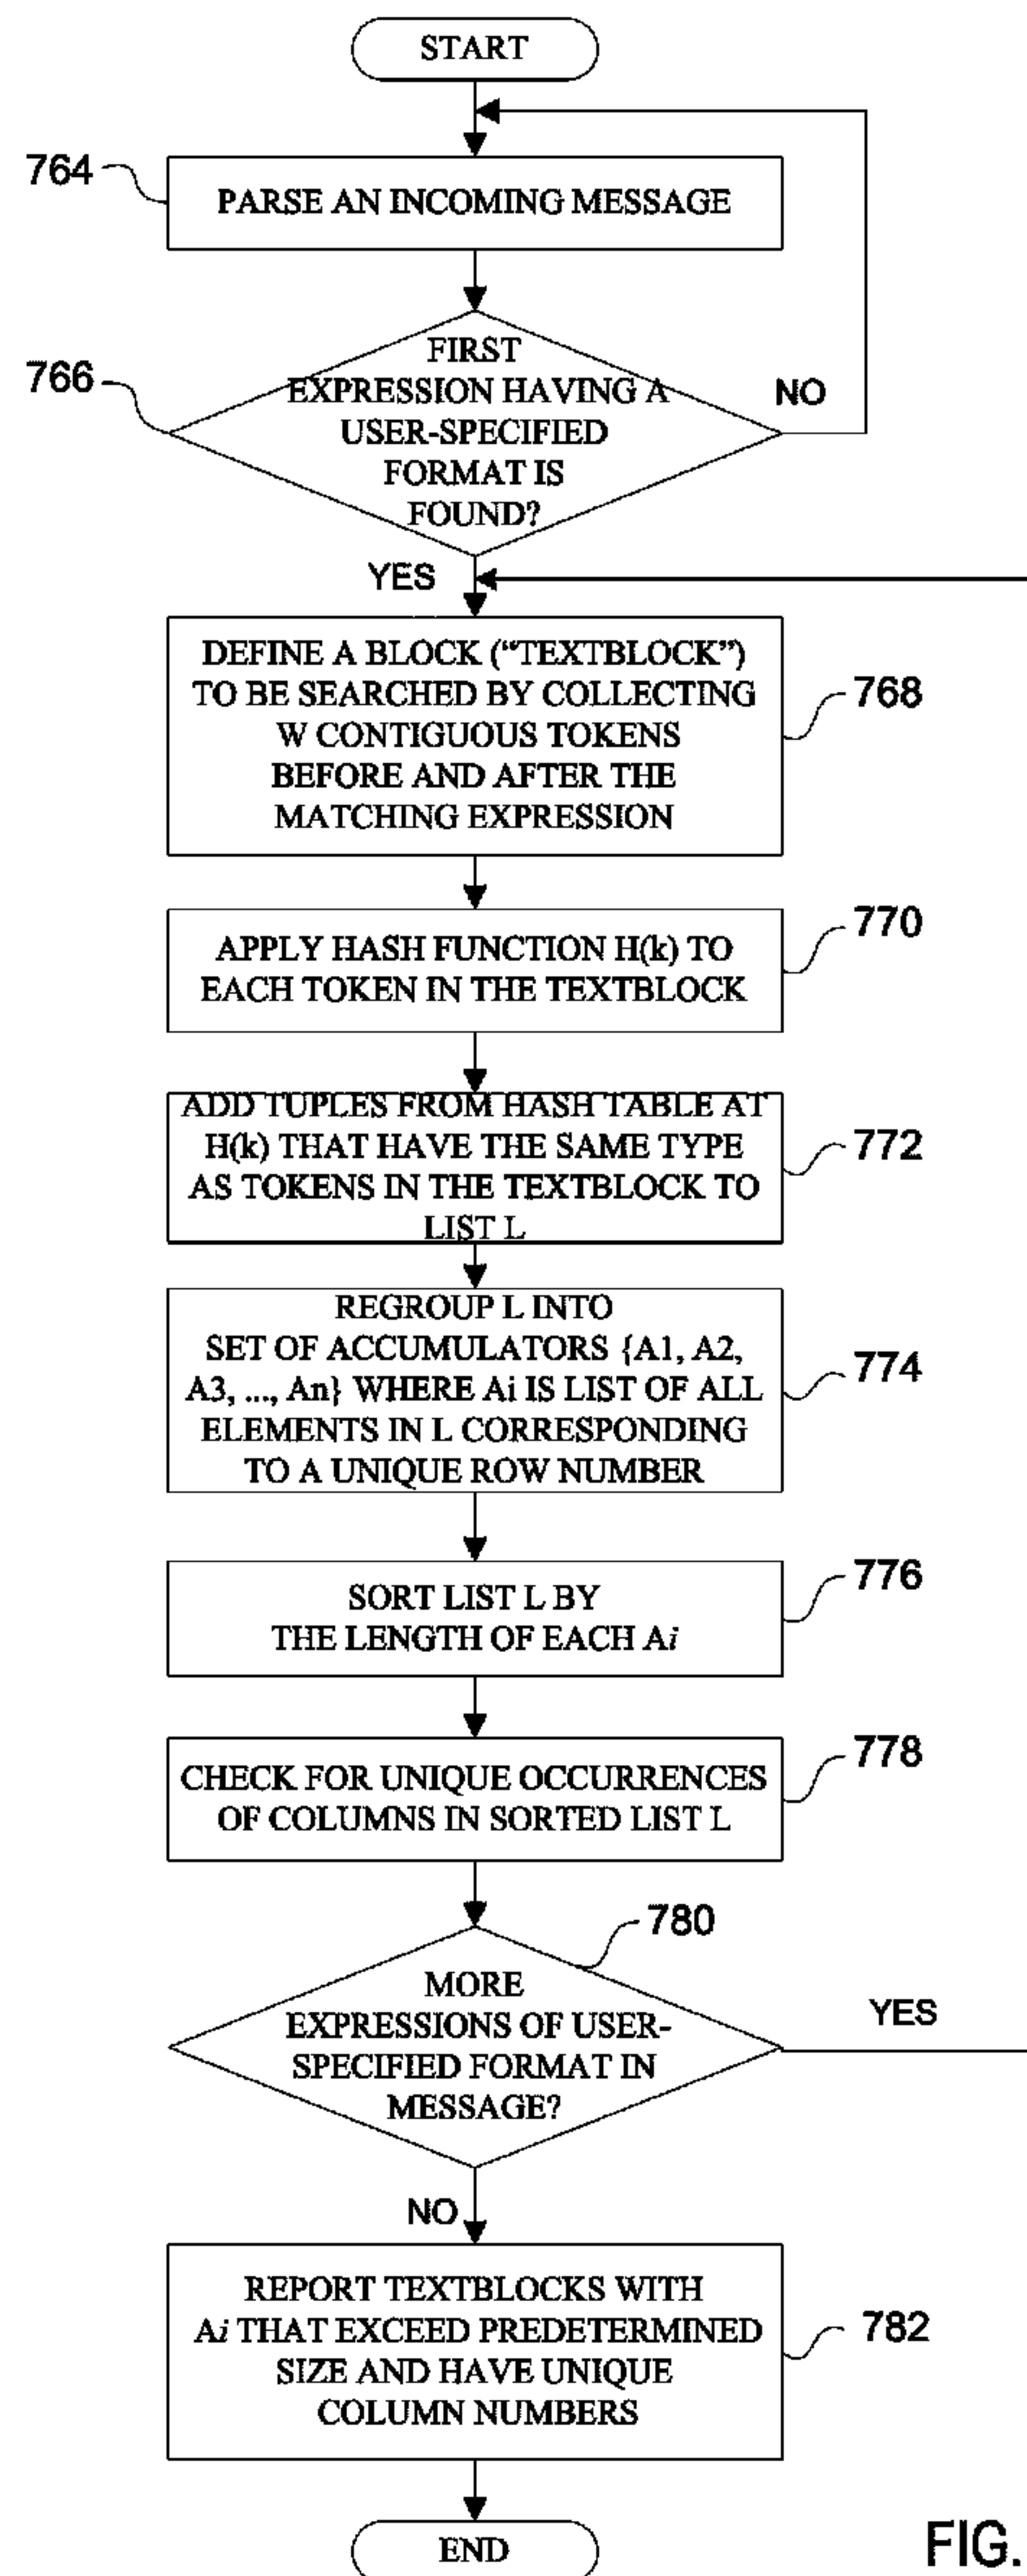 START
764
PARSE AN INCOMING MESSAGE
766
FIRST
EXPRESSION HAVING A
USER-SPECIFIED
FORMAT IS
FOUND?
NO
YES
DEFINE A BLOCK (“TEXTBLOCK”)
TO BE SEARCHED BY COLLECTING
W CONTIGUOUS TOKENS
BEFORE AND AFTER THE
MATCHING EXPRESSION
768
APPLY HASH FUNCTION H(k) TO
EACH TOKEN IN THE TEXTBLOCK
770
ADD TUPLES FROM HASH TABLE AT
H(k) THAT HAVE THE SAME TYPE
AS TOKENS IN THE TEXTBLOCK TO
LIST L
772
REGROUP L INTO
SET OF ACCUMULATORS {A1, A2,
A3, ..., An} WHERE Ai IS LIST OF ALL
ELEMENTS IN L CORRESPONDING
TO A UNIQUE ROW NUMBER
774
SORT LIST L BY
THE LENGTH OF EACH Ai
776
CHECK FOR UNIQUE OCCURRENCES
OF COLUMNS IN SORTED LIST L
778
780
MORE
EXPRESSIONS OF USER-
SPECIFIED FORMAT IN
MESSAGE?
YES
NO
REPORT TEXTBLOCKS WITH
Ai THAT EXCEED PREDETERMINED
SIZE AND HAVE UNIQUE
COLUMN NUMBERS
782
END
FIG.